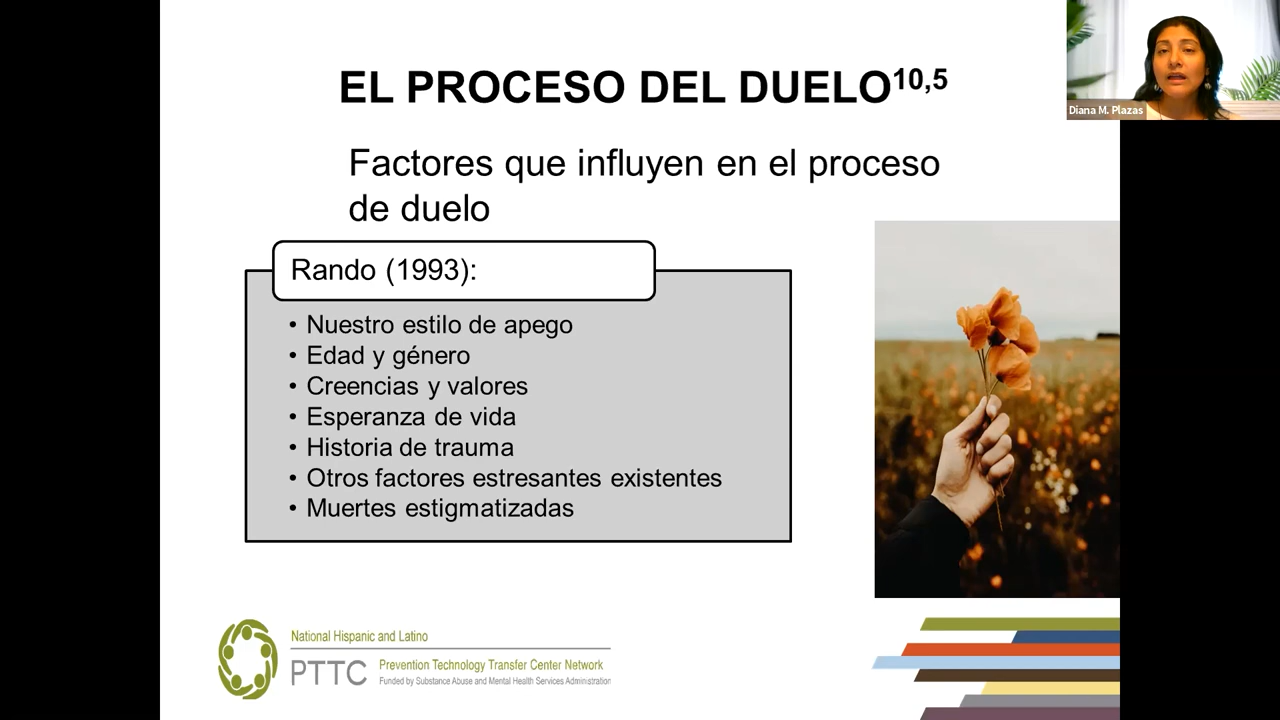 EL PROCESO DEL DUELO10,5
Diana M. Plazas
Factores que influyen en el proceso
de duelo
Rando (1993):
• Nuestro estilo de apego
• Edad y género
• Creencias y valores
• Esperanza de vida
• Historia de trauma
• Otros factores estresantes existentes
• Muertes estigmatizadas
National Hispanic and Latino
PTTC Prevention Technology Transfer Center Network
Funded by Substance Abuse and Mental Health Services Administration